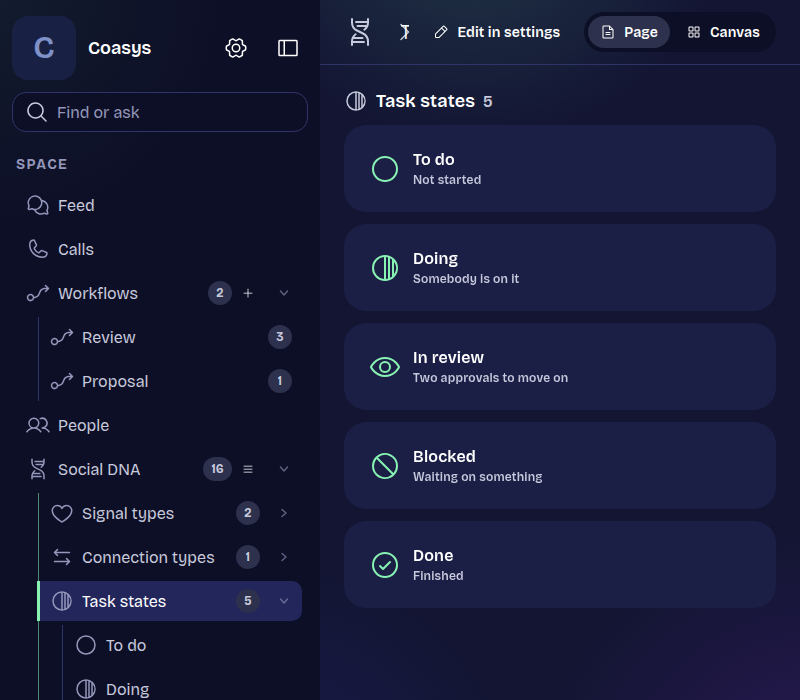 C
Coasys
Find or ask
SPACE
Feed
Calls
Workflows 2
Review 3
Proposal 1
People
Social DNA 16
Signal types 2
Connection types 1
Task states 5
To do
Doing
Edit in settings
Page
Canvas
Task states 5
To do
Not started
Doing
Somebody is on it
In review
Two approvals to move on
Blocked
Waiting on something
Done
Finished